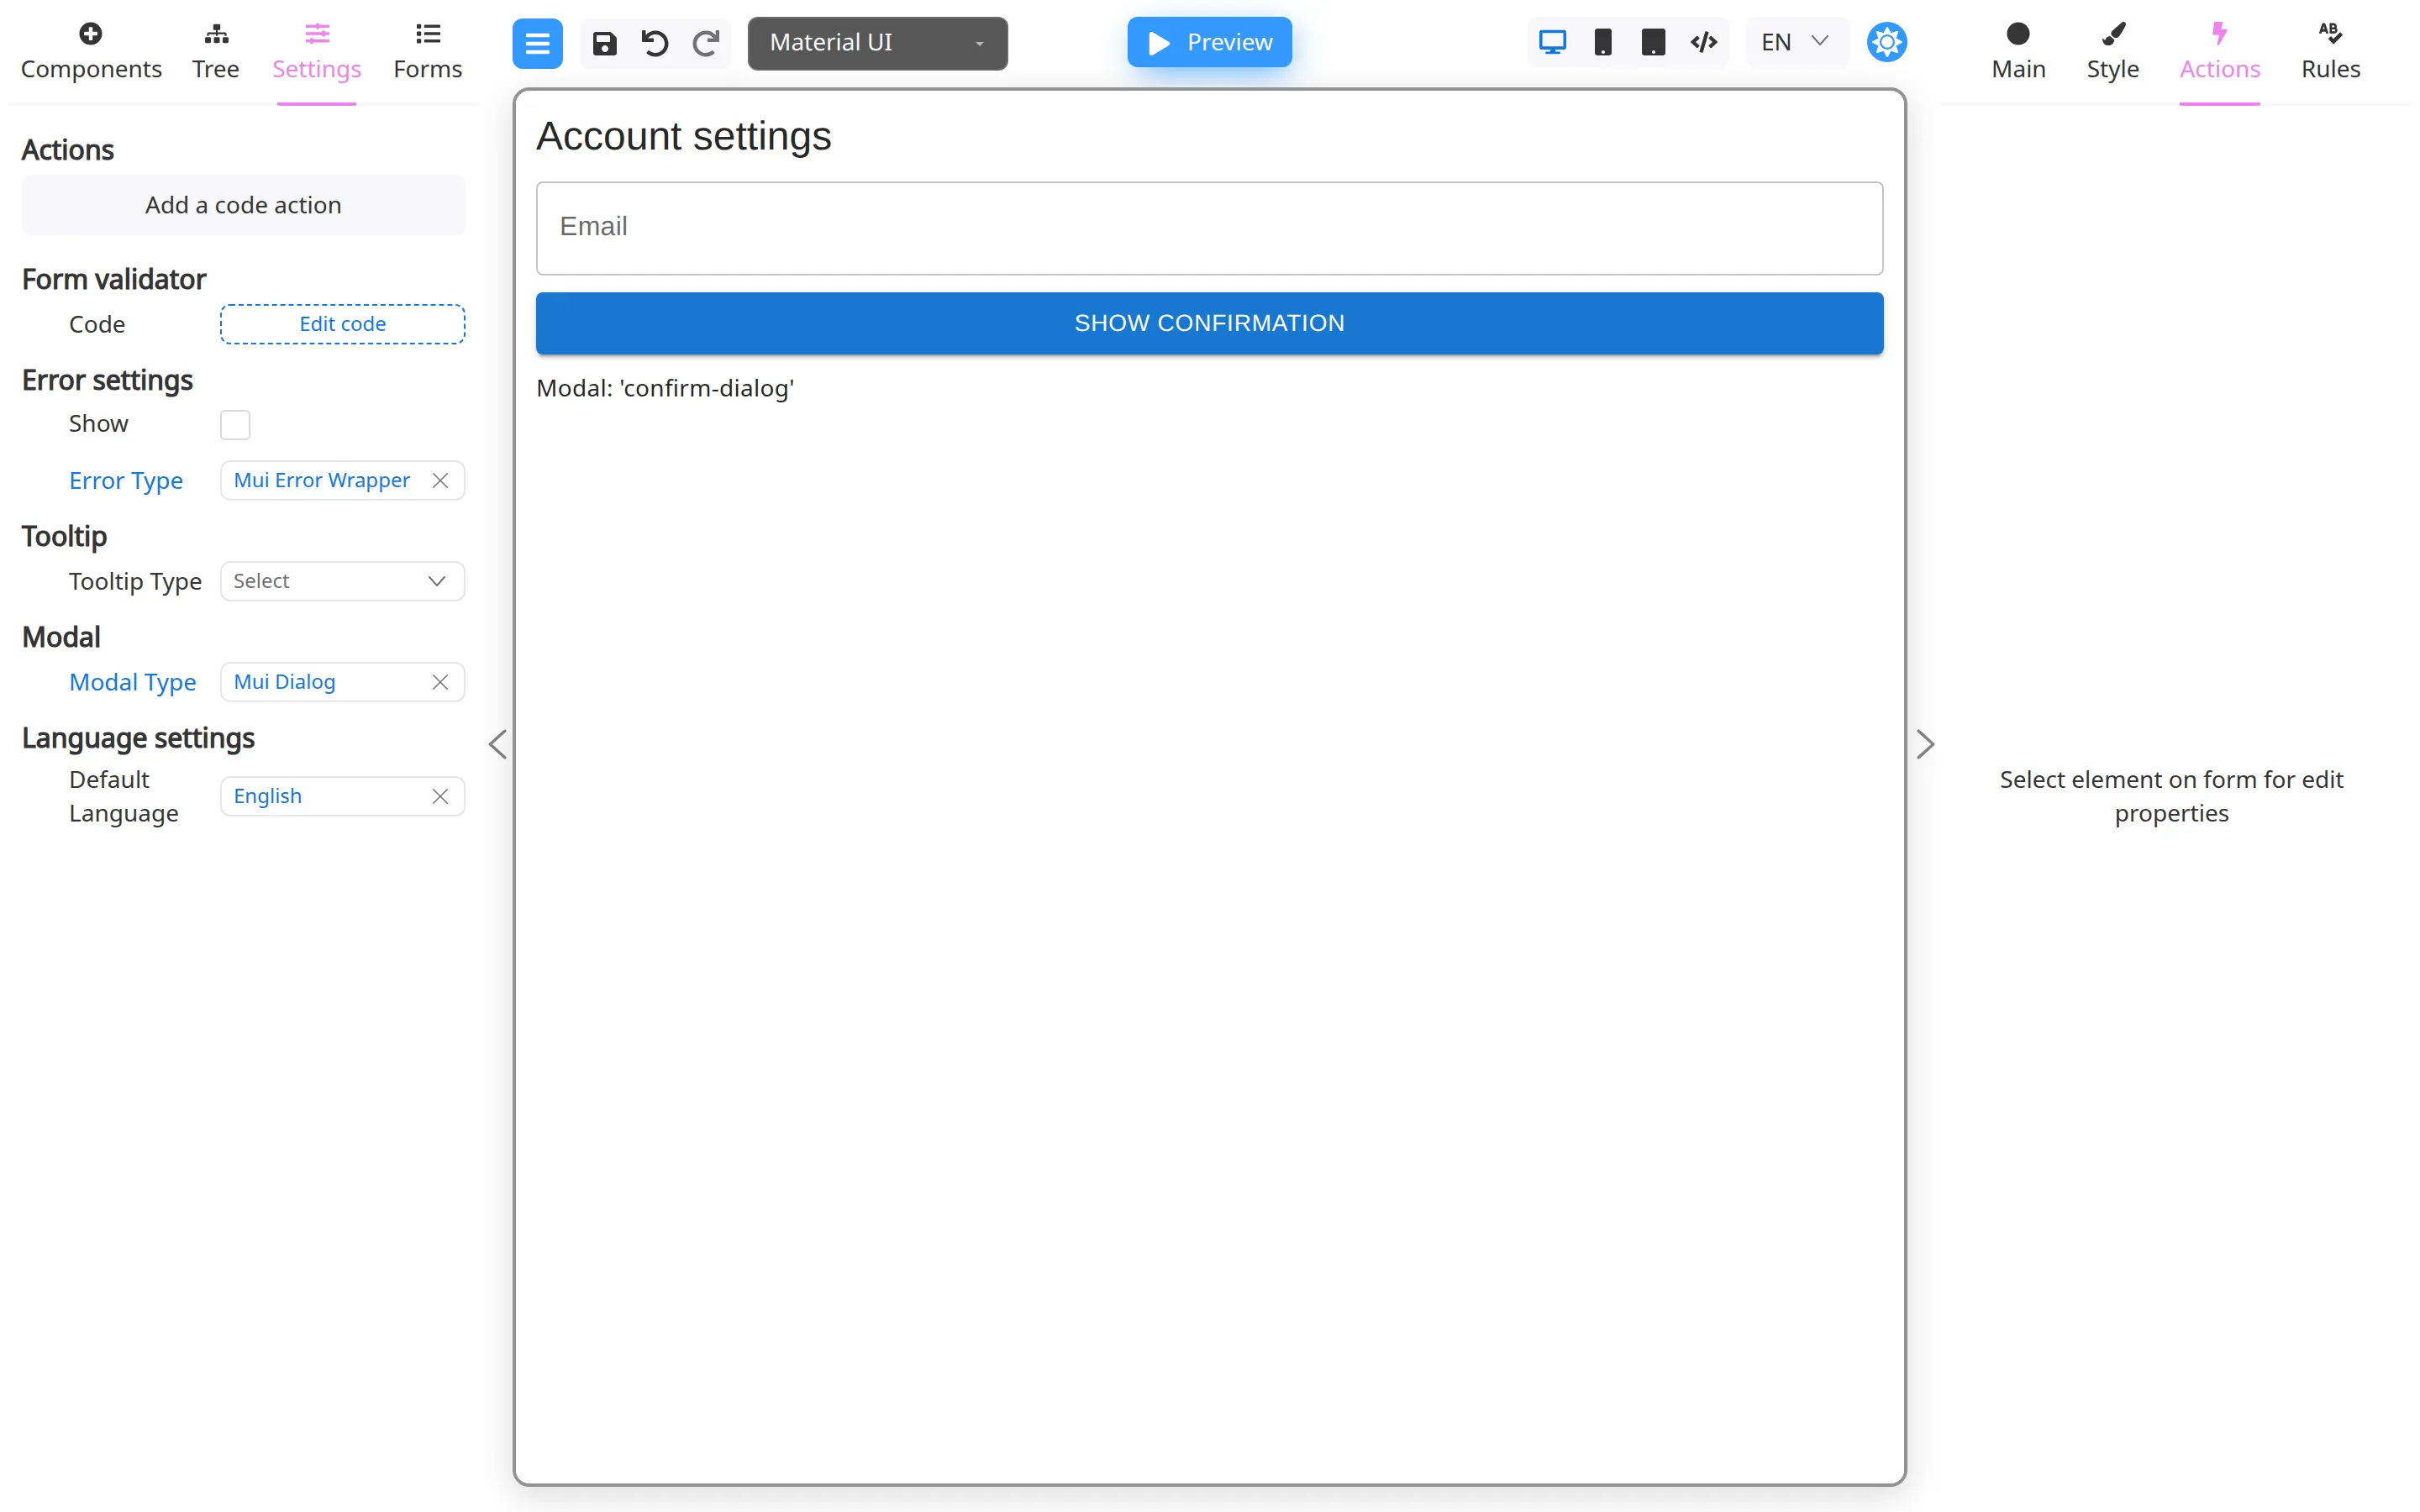 Components
Tree
Settings
Forms
Material UI
Preview
EN
Main
Style
Actions
AB
Rules
Actions
Add a code action
Form validator
Code
Edit code
Error settings
Show
Error Type
Mui Error Wrapper
Tooltip
Tooltip Type
Select
Modal
Modal Type
Mui Dialog
Language settings
Default
Language
English
Account settings
Email
SHOW CONFIRMATION
Modal: 'confirm-dialog'
Select element on form for edit
properties